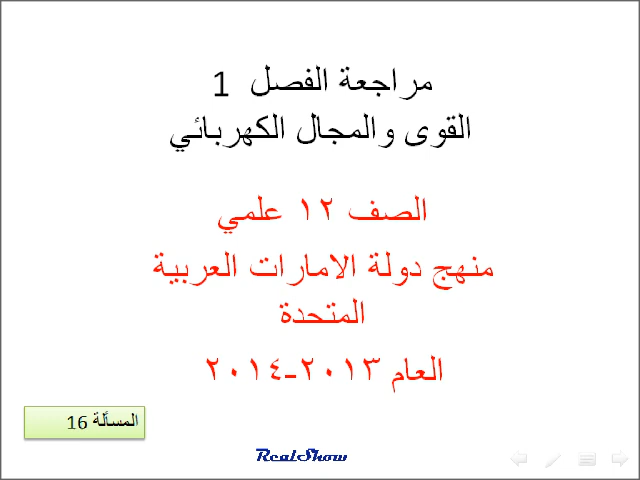 مراجعة الفصل 1
القوى والمجال الكهربائي
الصف ١٢ علمي
منهج دولة الامارات العربية
المتحدة
العام ٢٠١٣-٢٠١٤
المسألة 16
RealShow